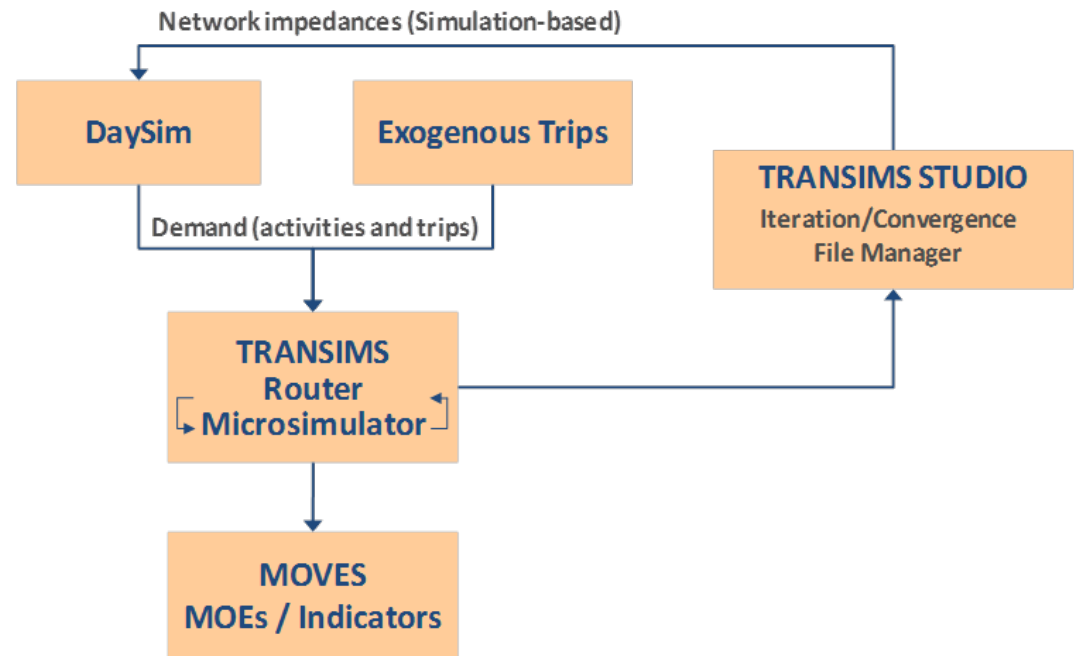 Network impedances (Simulation-based)
DaySim
Exogenous Trips
TRANSIMS STUDIO
Iteration/Convergence
File Manager
Demand (activities and trips)
TRANSIMS
Router
Microsimulator
MOVES
MOEs / Indicators